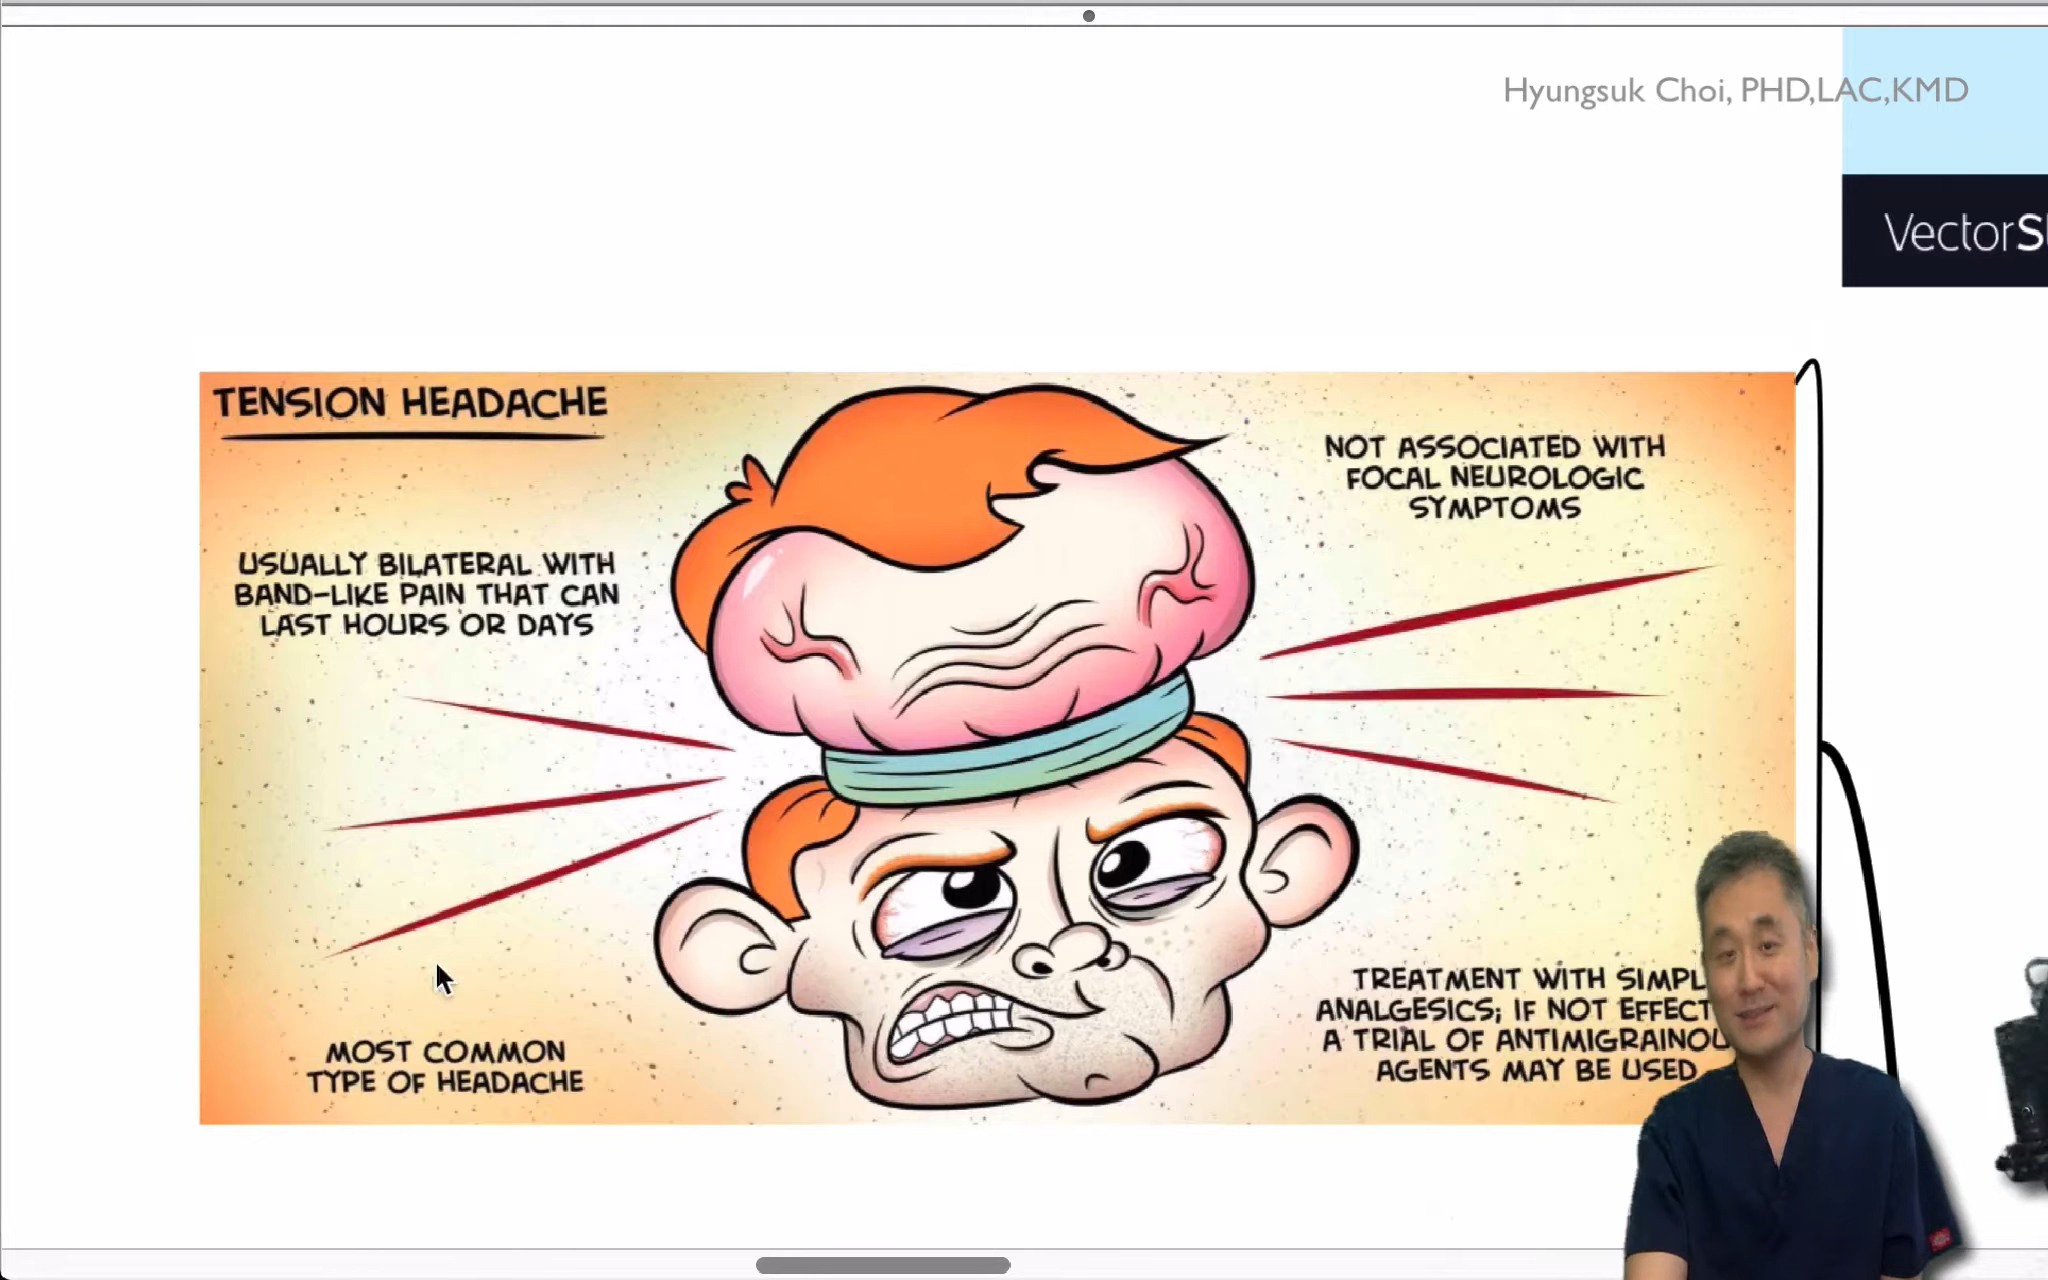 Hyungsuk Choi, PHD,LAC,KMD
TENSION HEADACHE
USUALLY BILATERAL WITH
BAND-LIKE PAIN THAT CAN
LAST HOURS OR DAYS
MOST COMMON
TYPE OF HEADACHE
NOT ASSOCIATED WITH
FOCAL NEUROLOGIC
SYMPTOMS
TREATMENT WITH
ANALGESICS; IF NOT
A TRIAL OF
AGENTS MAY BE USED